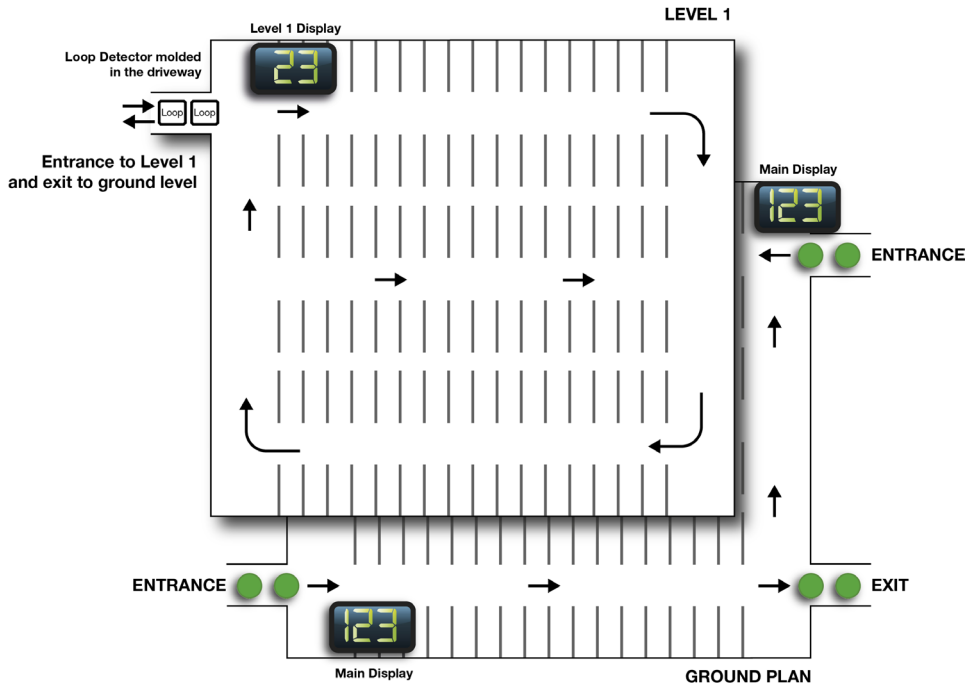 LEVEL 1
Level 1 Display
23
Loop Detector molded
in the driveway
Loop Loop
Entrance to Level 1
and exit to ground level
Main Display
123
ENTRANCE
ENTRANCE
EXIT
123
Main Display
GROUND PLAN